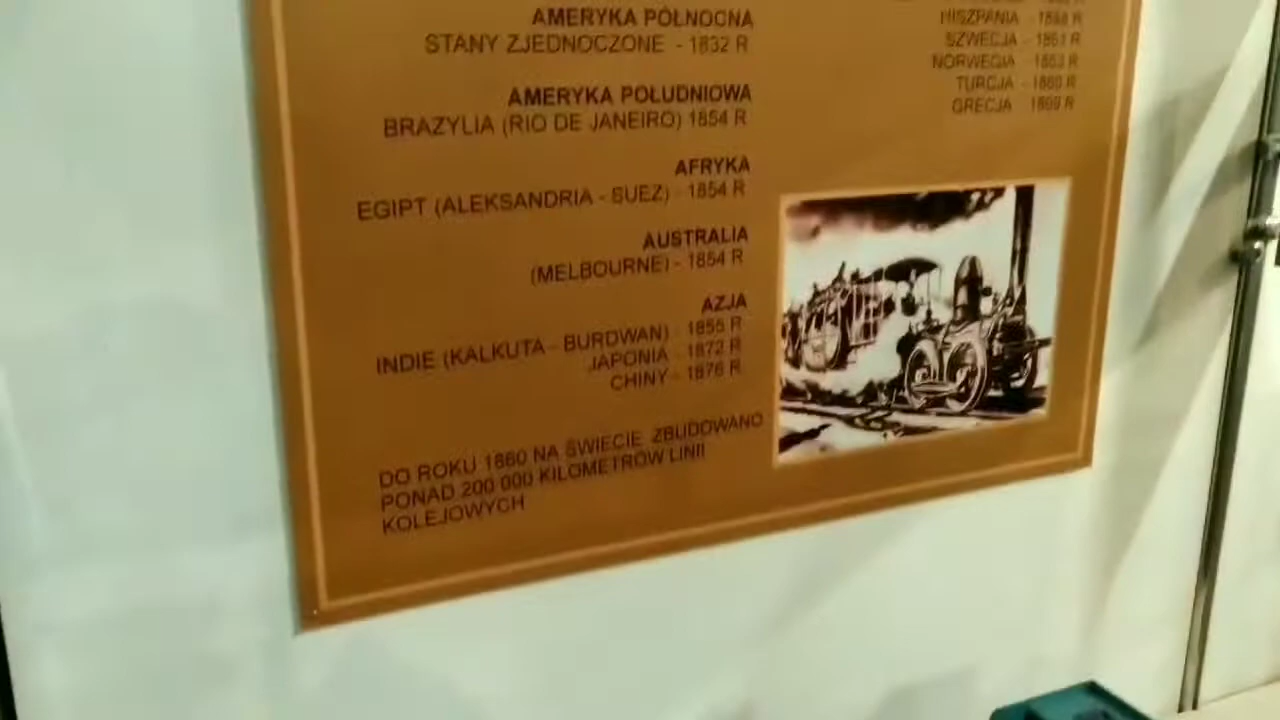 AMERYKA PÓŁNOCNA
STANY ZJEDNOCZONE - 1832 R
AMERYKA POŁUDNIOWA
BRAZYLIA (RIO DE JANEIRO) 1854 R
AFRYKA
EGIPT (ALEKSANDRIA - SUEZ) - 1854 R
AUSTRALIA
(MELBOURNE) - 1854 R
AZJA
INDIE (KALKUTA - BURDWAN) - 1855 R
JAPONIA - 1872 R
CHINY - 1876 R
DO ROKU 1860 NA ŚWIECIE ZBUDOWANO
PONAD 200 000 KILOMETRÓW LINII
KOLEJOWYCH
HISZPANIA - R
SZWECJA - R
NORWEGIA - R
TURCJA - 1860 R
GRECJA 1869 R